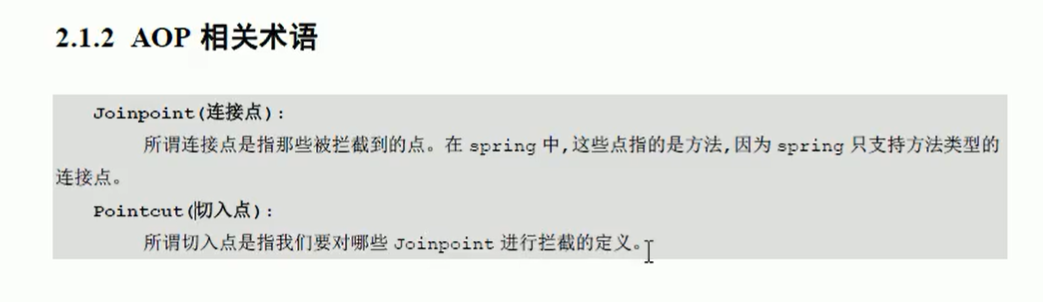 2.1.2 AOP 相关术语
Joinpoint(连接点):
所谓连接点是指那些被拦截到的点。在 spring 中,这些点指的是方法,因为 spring 只支持方法类型的
连接点。
Pointcut(切入点):
所谓切入点是指我们要对哪些 Joinpoint 进行拦截的定义。